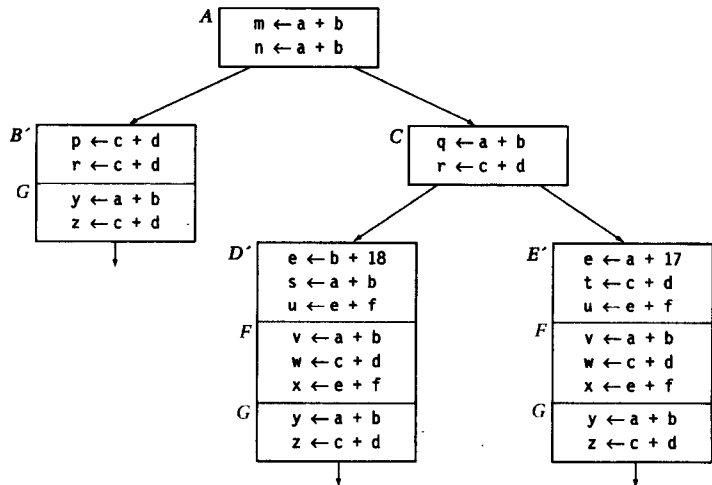 A
m ← a + b
n ← a + b
B′
p ← c + d
r ← c + d
G
y ← a + b
z ← c + d
C
q ← a + b
r ← c + d
D′
e ← b + 18
s ← a + b
u ← e + f
F
v ← a + b
w ← c + d
x ← e + f
G
y ← a + b
z ← c + d
E′
e ← a + 17
t ← c + d
u ← e + f
F
v ← a + b
w ← c + d
x ← e + f
G
y ← a + b
z ← c + d